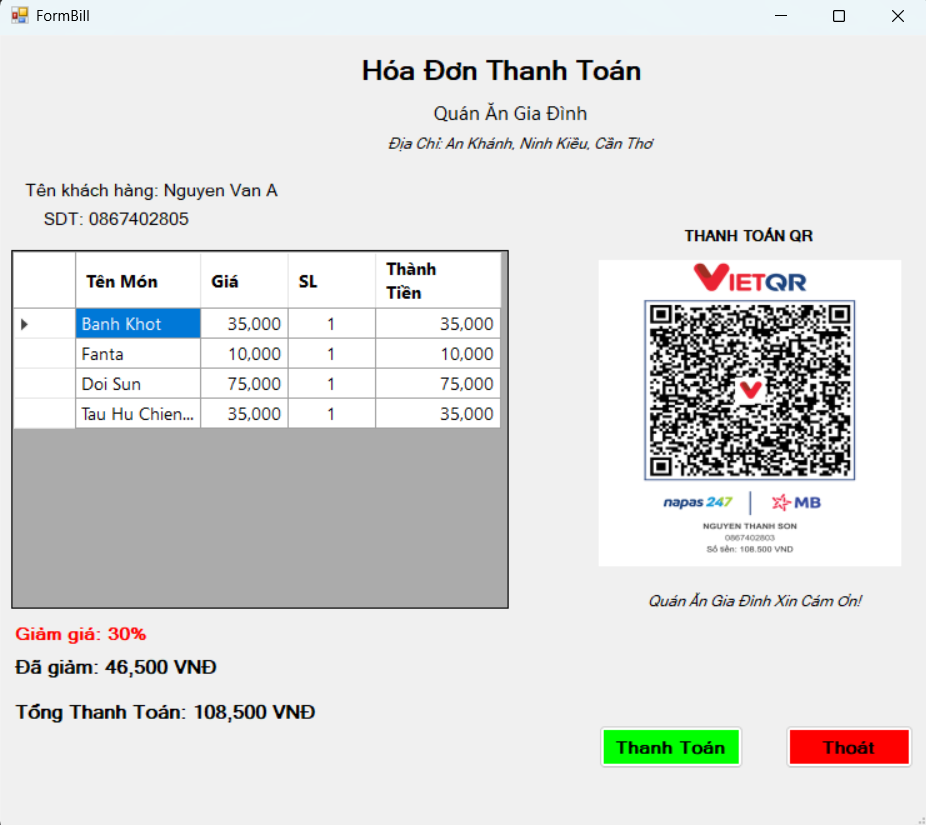 FormBill
Hóa Đơn Thanh Toán
Quán Ăn Gia Đình
Địa Chỉ: An Khánh, Ninh Kiều, Cần Thơ
Tên khách hàng: Nguyen Van A
SDT: 0867402805
Tên Món Giá SL Thành Tiền
Banh Khot 35,000 1 35,000
Fanta 10,000 1 10,000
Doi Sun 75,000 1 75,000
Tau Hu Chien... 35,000 1 35,000
Giảm giá: 30%
Đã giảm: 46,500 VNĐ
Tổng Thanh Toán: 108,500 VNĐ
THANH TOÁN QR
VIETQR
napas 247 MB
NGUYEN THANH SON
0867402803
Số tiền: 108.500 VND
Quán Ăn Gia Đình Xin Cám Ơn!
Thanh Toán Thoát